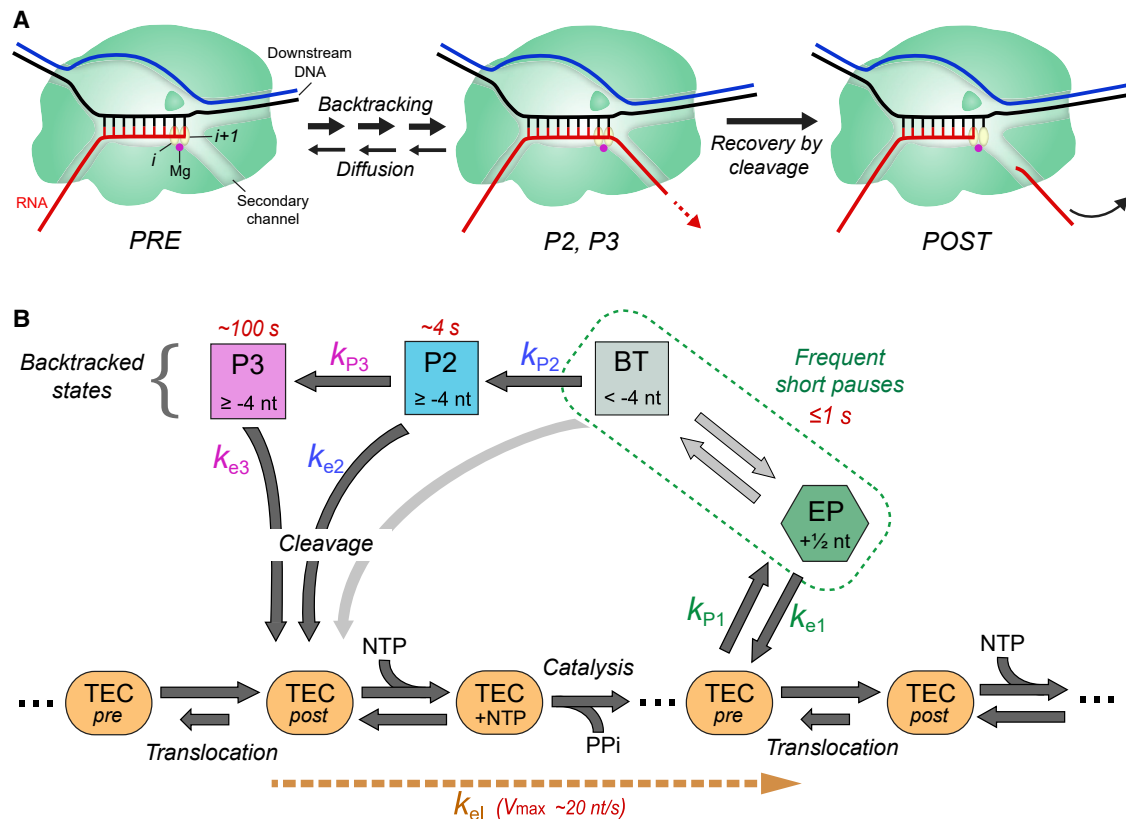 A
Downstream
DNA
Backtracking
Diffusion
Recovery by
cleavage
i+1
i
Mg
Secondary
channel
RNA
PRE
P2, P3
POST
B
Backtracked
states
~100 s
P3
≥ -4 nt
kP3
~4 s
P2
≥ -4 nt
kP2
BT
< -4 nt
Frequent
short pauses
≤1 s
ke3
ke2
Cleavage
EP
+½ nt
kP1
ke1
TEC
pre
Translocation
TEC
post
NTP
TEC
+NTP
Catalysis
PPi
TEC
pre
Translocation
TEC
post
NTP
kel (Vmax ~20 nt/s)